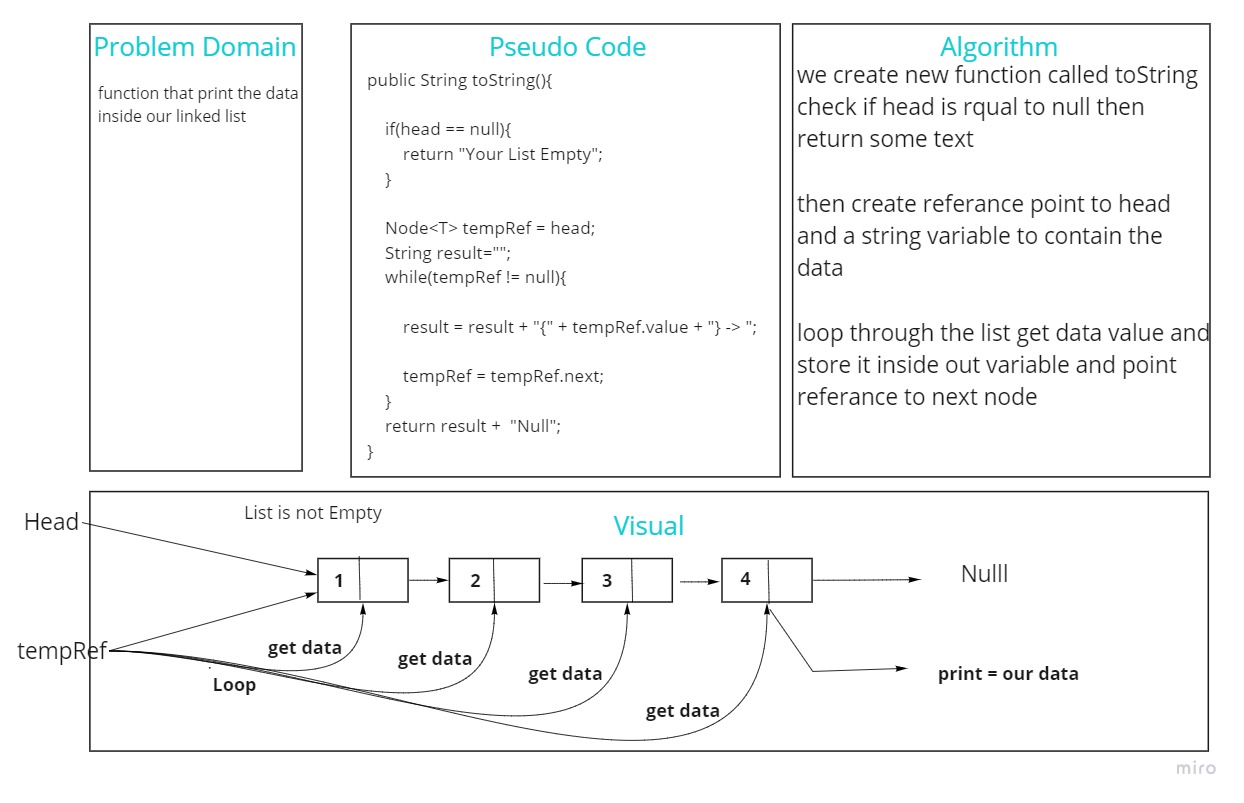 Problem Domain
function that print the data
inside our linked list
Pseudo Code
public String toString(){
if(head == null){
return "Your List Empty";
}
Node<T> tempRef = head;
String result="";
while(tempRef != null){
result = result + "{" + tempRef.value + "} -> ";
tempRef = tempRef.next;
}
return result +  "Null";
}
Algorithm
we create new function called toString
check if head is rqual to null then
return some text
then create referance point to head
and a string variable to contain the
data
loop through the list get data value and
store it inside out variable and point
referance to next node
Visual
List is not Empty
Head
1
2
3
4
Nulll
tempRef
get data
get data
get data
get data
Loop
print = our data
miro